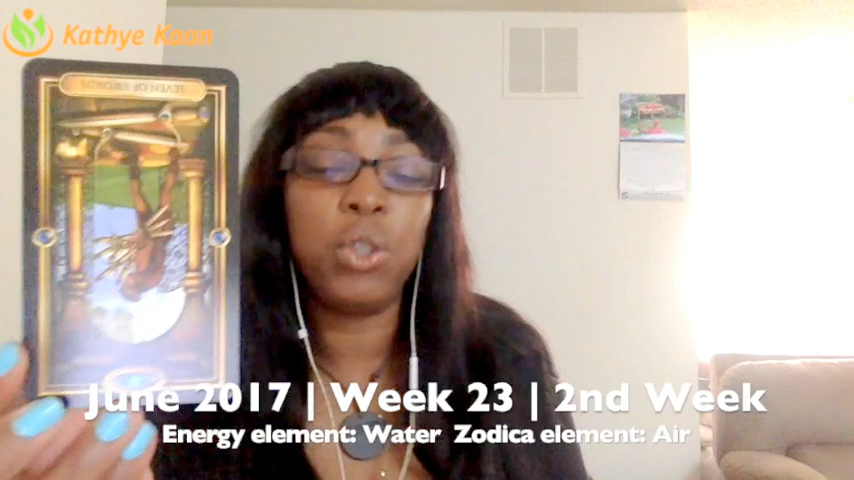 Kathye Kaan
SEVEN OF SWORDS
June 2017 | Week 23 | 2nd Week
Energy element: Water Zodica element: Air